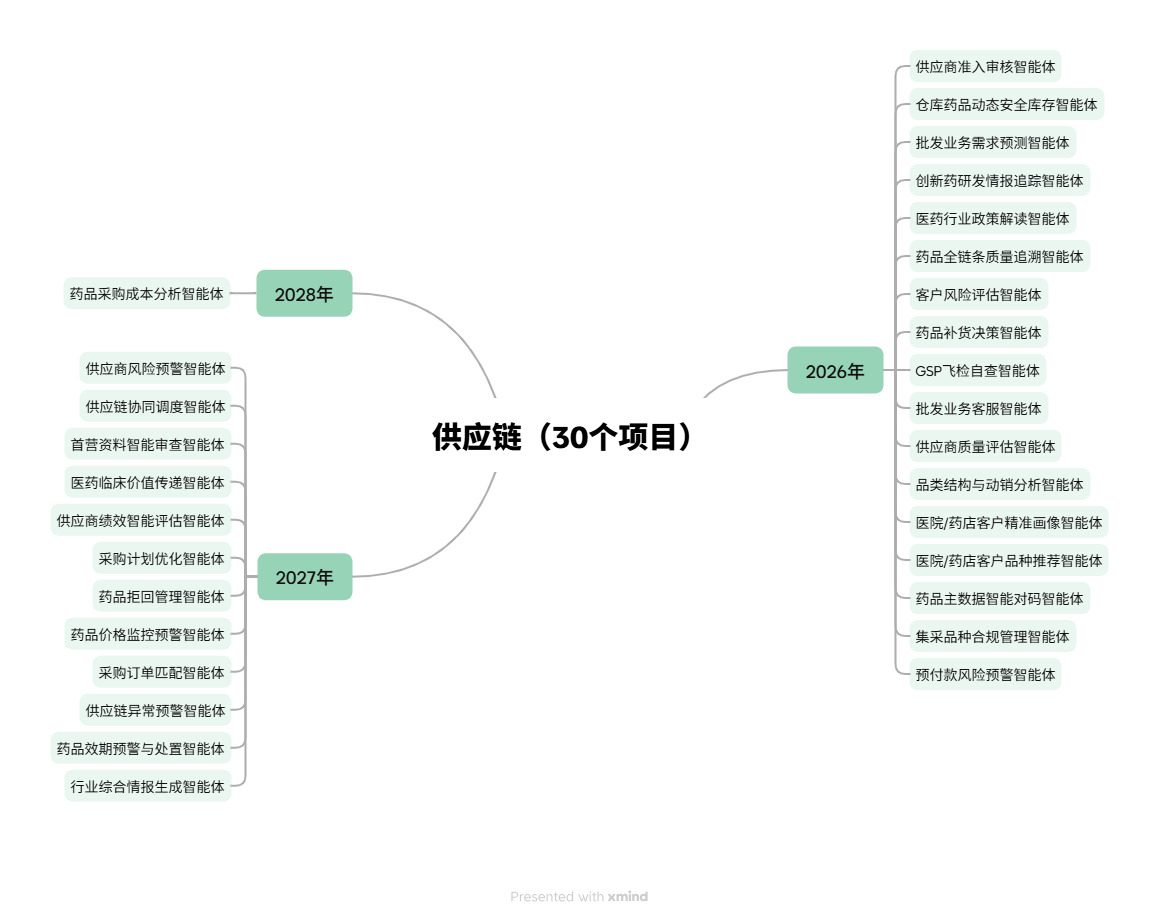 供应链（30个项目）
2026年
供应商准入审核智能体
仓库药品动态安全库存智能体
批发业务需求预测智能体
创新药研发情报追踪智能体
医药行业政策解读智能体
药品全链条质量追溯智能体
客户风险评估智能体
药品补货决策智能体
GSP飞检自查智能体
批发业务客服智能体
供应商质量评估智能体
品类结构与动销分析智能体
医院/药店客户精准画像智能体
医院/药店客户品种推荐智能体
药品主数据智能对码智能体
集采品种合规管理智能体
预付款风险预警智能体
2027年
供应商风险预警智能体
供应链协同调度智能体
首营资料智能审查智能体
医药临床价值传递智能体
供应商绩效智能评估智能体
采购计划优化智能体
药品拒回管理智能体
药品价格监控预警智能体
采购订单匹配智能体
供应链异常预警智能体
药品效期预警与处置智能体
行业综合情报生成智能体
2028年
药品采购成本分析智能体
Presented with xmind